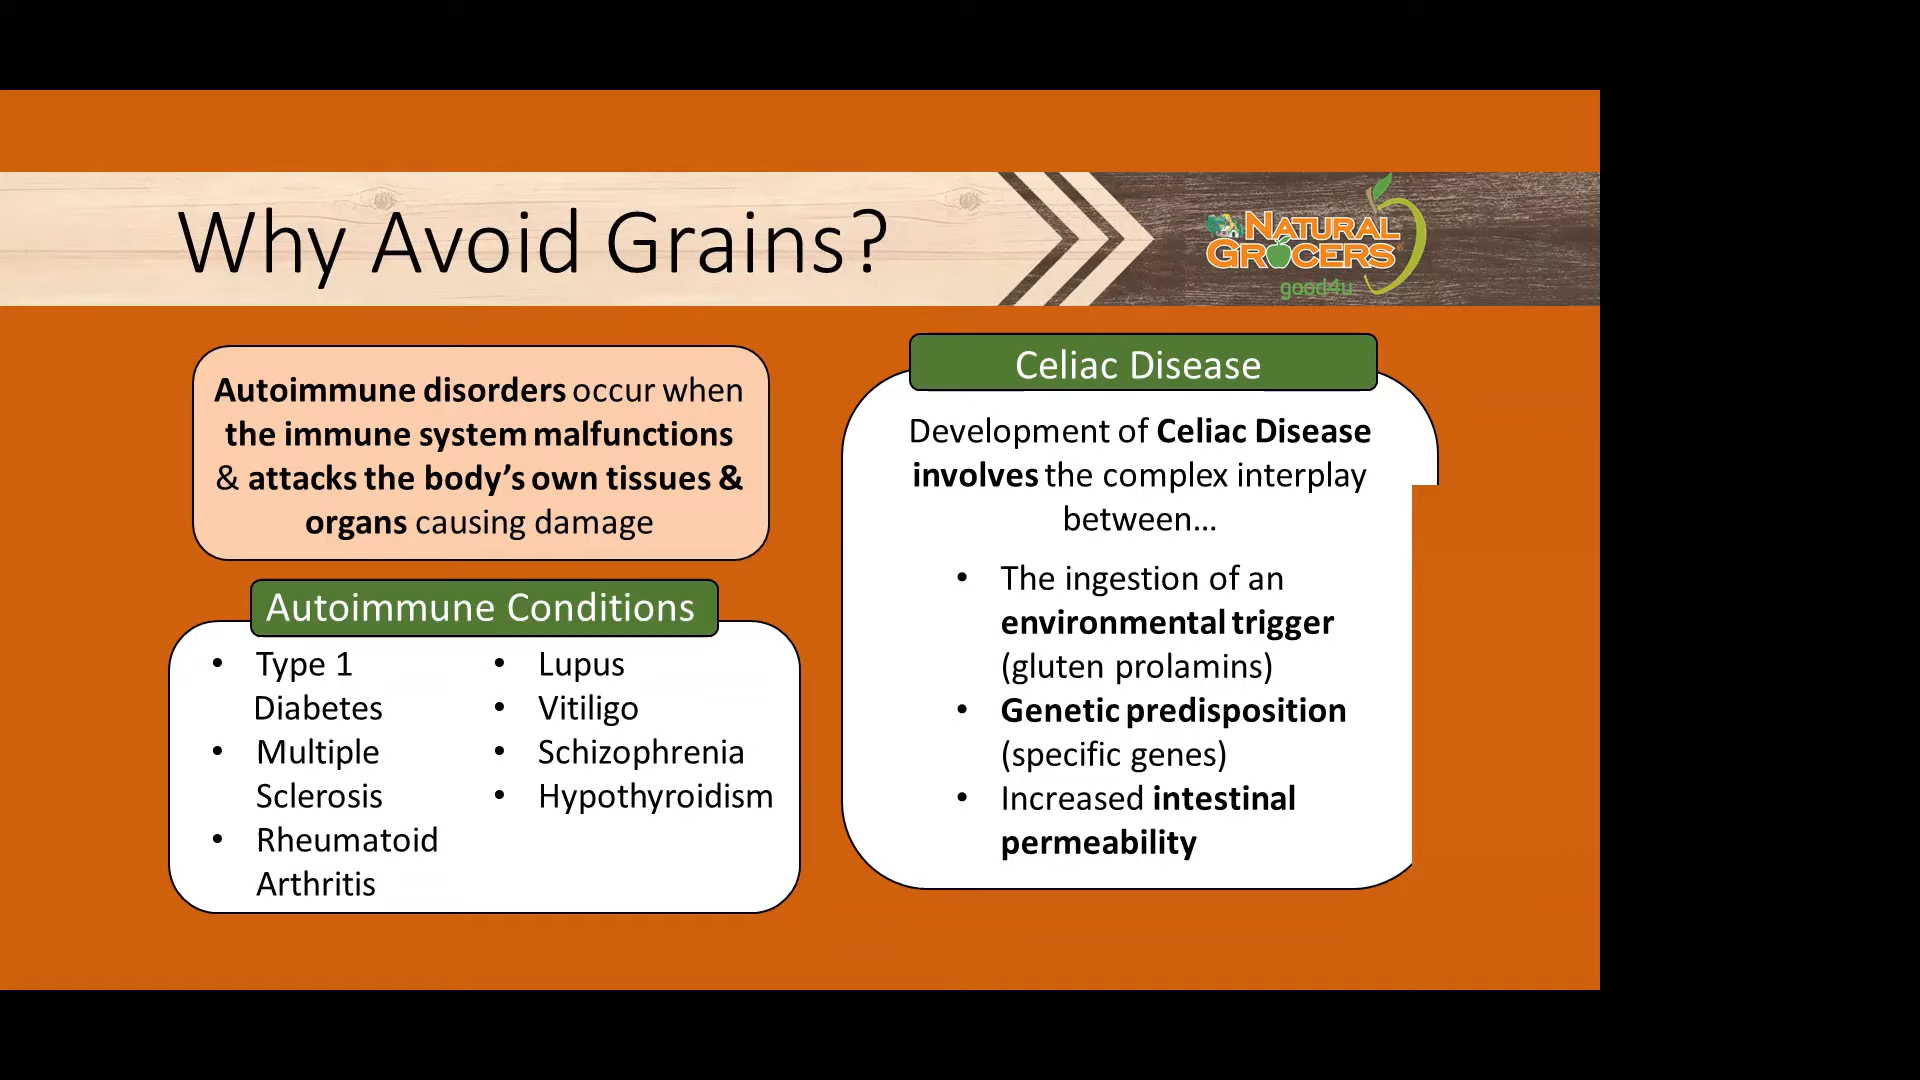 Why Avoid Grains?
NATURAL
GROCERS
good4u
Autoimmune disorders occur when
the immune system malfunctions
& attacks the body’s own tissues &
organs causing damage
Autoimmune Conditions
• Type 1
Diabetes
• Multiple
Sclerosis
• Rheumatoid
Arthritis
• Lupus
• Vitiligo
• Schizophrenia
• Hypothyroidism
Celiac Disease
Development of Celiac Disease
involves the complex interplay
between...
• The ingestion of an
environmental trigger
(gluten prolamins)
• Genetic predisposition
(specific genes)
• Increased intestinal
permeability